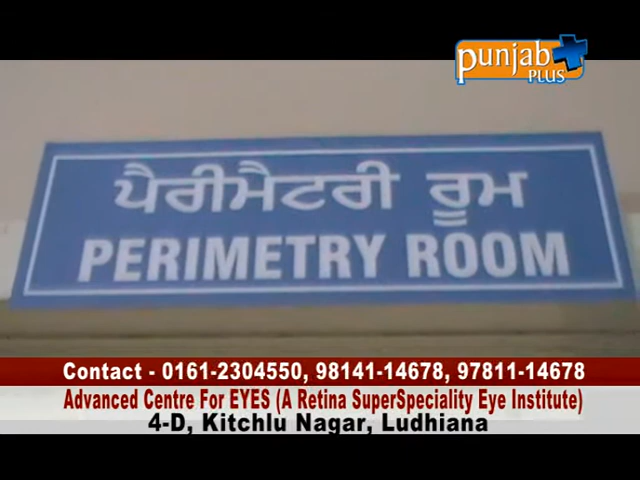 punjab
PLUS
ਪੈਰੀਮੈਟਰੀ ਰੂਮ
PERIMETRY ROOM
Contact - 0161-2304550, 98141-14678, 97811-14678
Advanced Centre For EYES (A Retina SuperSpeciality Eye Institute)
4-D, Kitchlu Nagar, Ludhiana